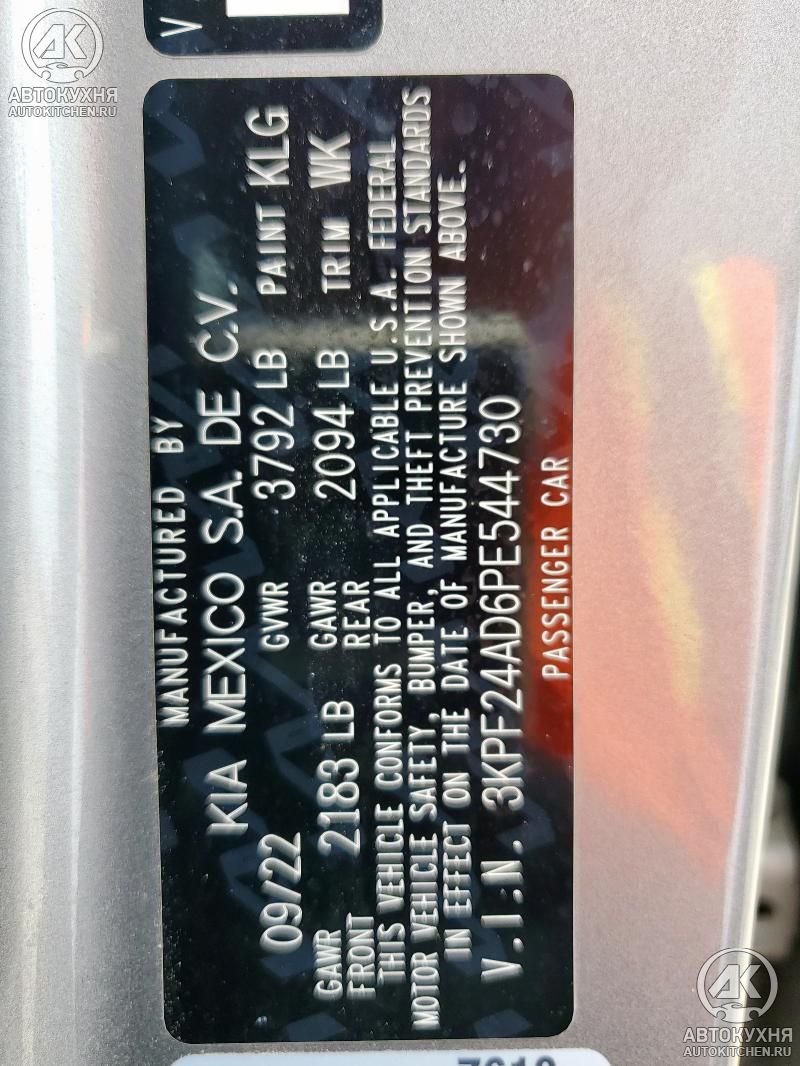 V
AK
АВТОКУХНЯ
AUTOKITCHEN.RU
MANUFACTURED BY
KIA MEXICO S.A. DE C.V.
09/22 GVWR 3792 LB PAINT KLG
GAWR FRONT 2183 LB GAWR REAR 2094 LB TRIM WK
THIS VEHICLE CONFORMS TO ALL APPLICABLE U.S.A. FEDERAL
MOTOR VEHICLE SAFETY, BUMPER, AND THEFT PREVENTION STANDARDS
IN EFFECT ON THE DATE OF MANUFACTURE SHOWN ABOVE.
V.I.N. 3KPF24AD6PE544730
PASSENGER CAR
AK
АВТОКУХНЯ
AUTOKITCHEN.RU